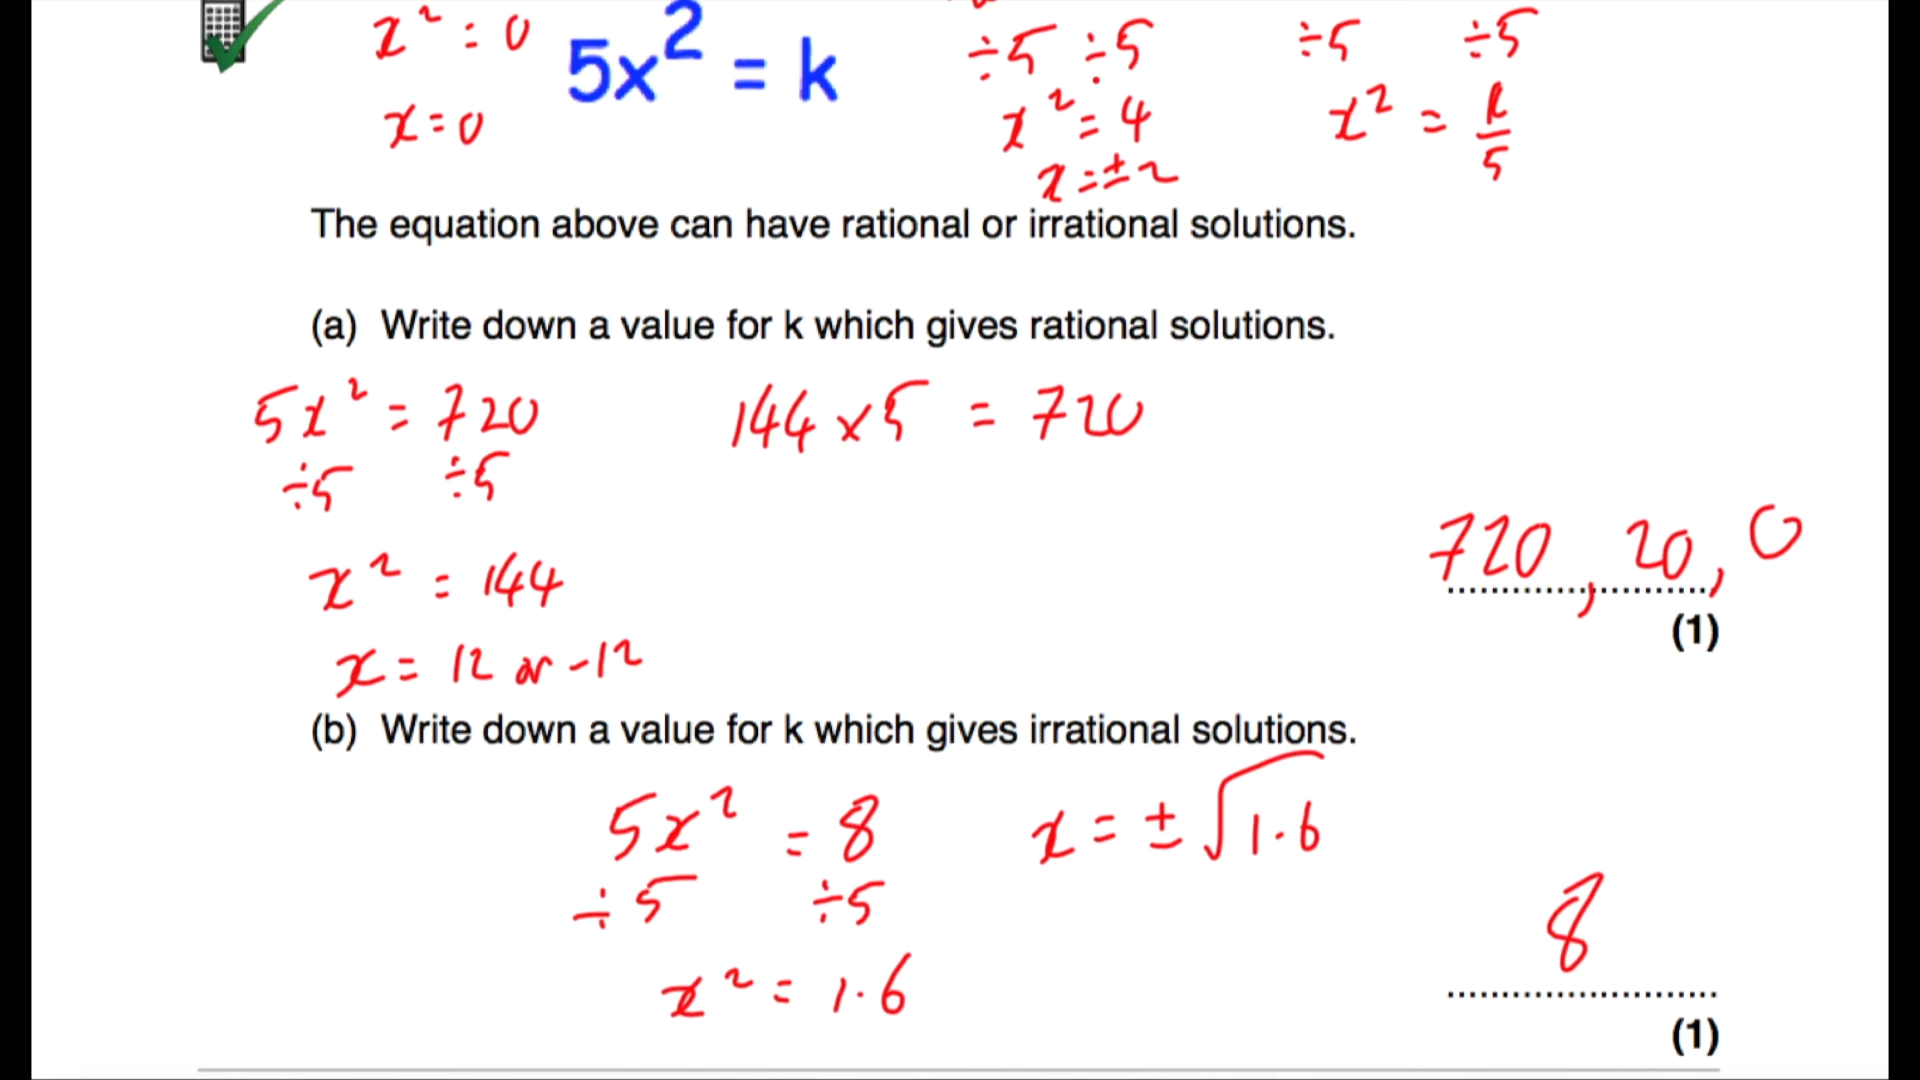 x² = 0
5x² = k
÷5 ÷5
÷5 ÷5
x = 0
x² = 4
x² = k/5
x = ±2
The equation above can have rational or irrational solutions.
(a) Write down a value for k which gives rational solutions.
5x² = 720
144 × 5 = 720
÷5 ÷5
720, 20, 0
x² = 144
(1)
x = 12 or -12
(b) Write down a value for k which gives irrational solutions.
5x² = 8
x = ± √1.6
÷5 ÷5
8
x² = 1.6
(1)